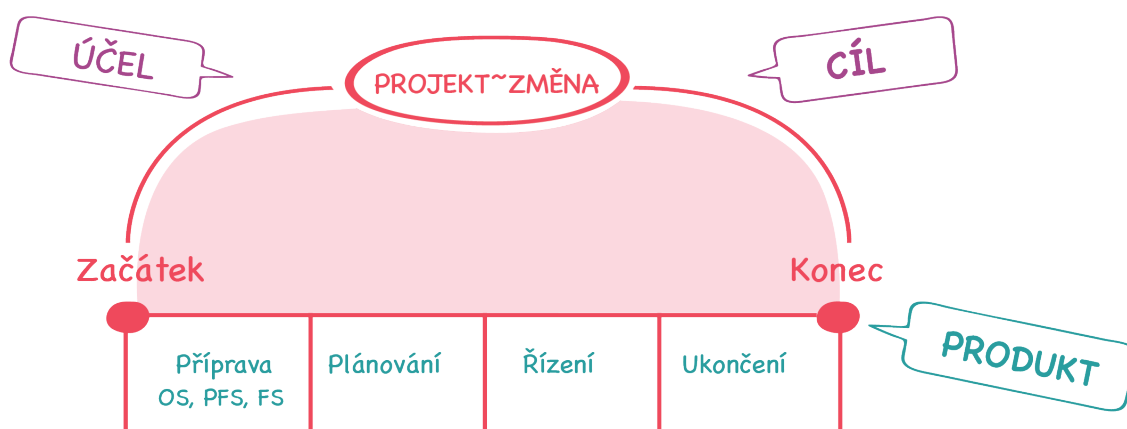 ÚČEL
PROJEKT~ZMĚNA
CÍL
Začátek
Konec
PRODUKT
Příprava
OS, PFS, FS
Plánování
Řízení
Ukončení